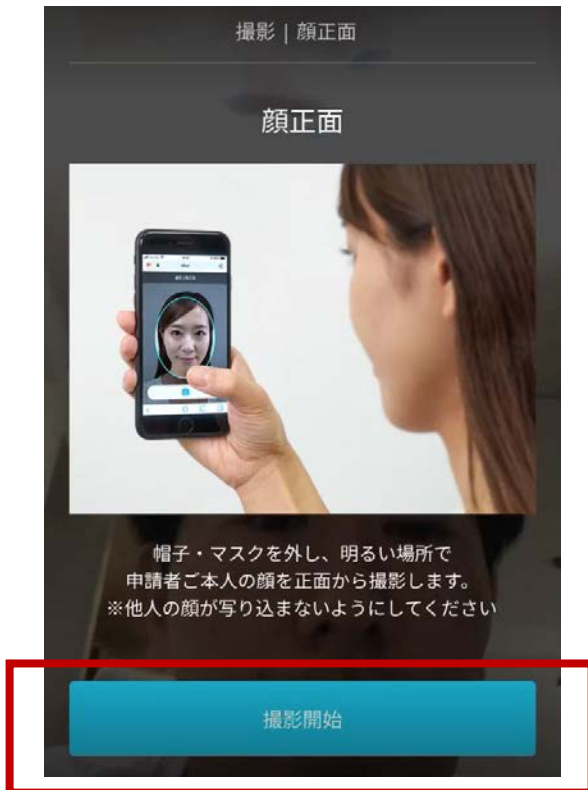 撮影 | 顔正面
顔正面
帽子・マスクを外し、明るい場所で
申請者ご本人の顔を正面から撮影します。
※他人の顔が写り込まないようにしてください
撮影開始